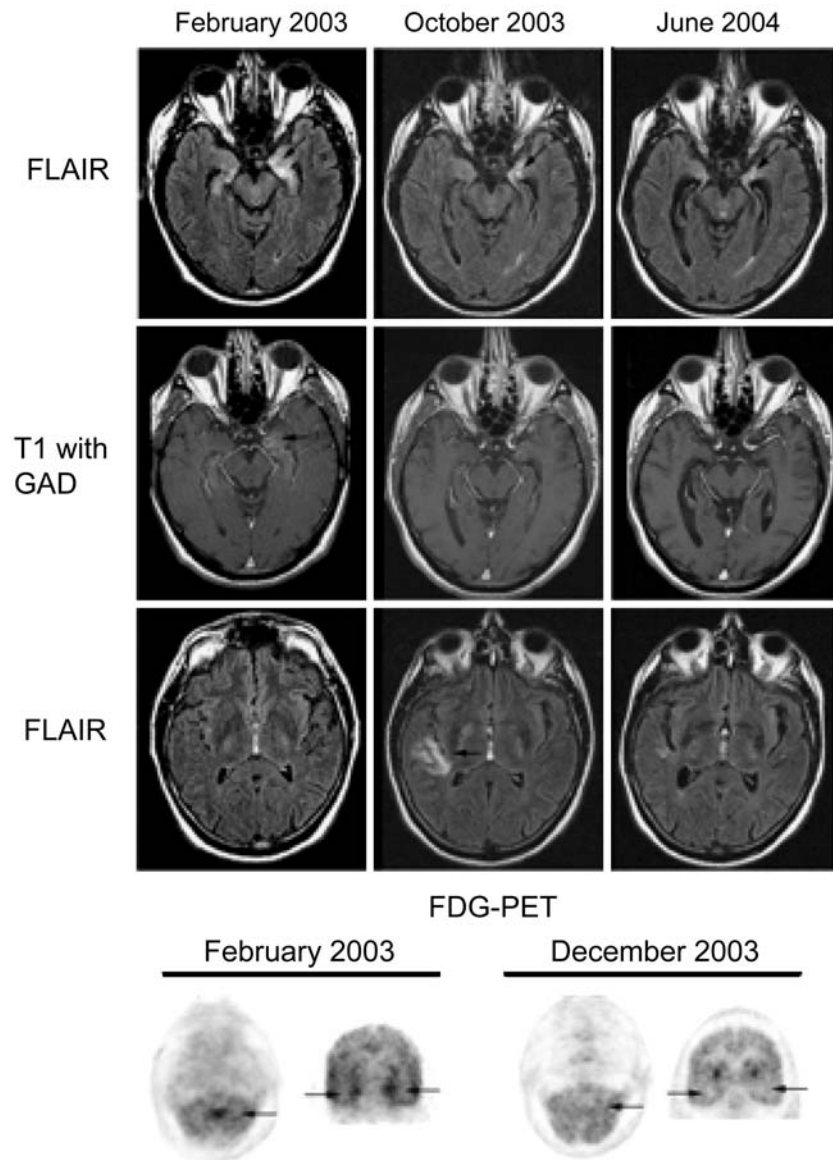 February 2003 October 2003 June 2004
FLAIR
T1 with
GAD
FLAIR
FDG-PET
February 2003 December 2003